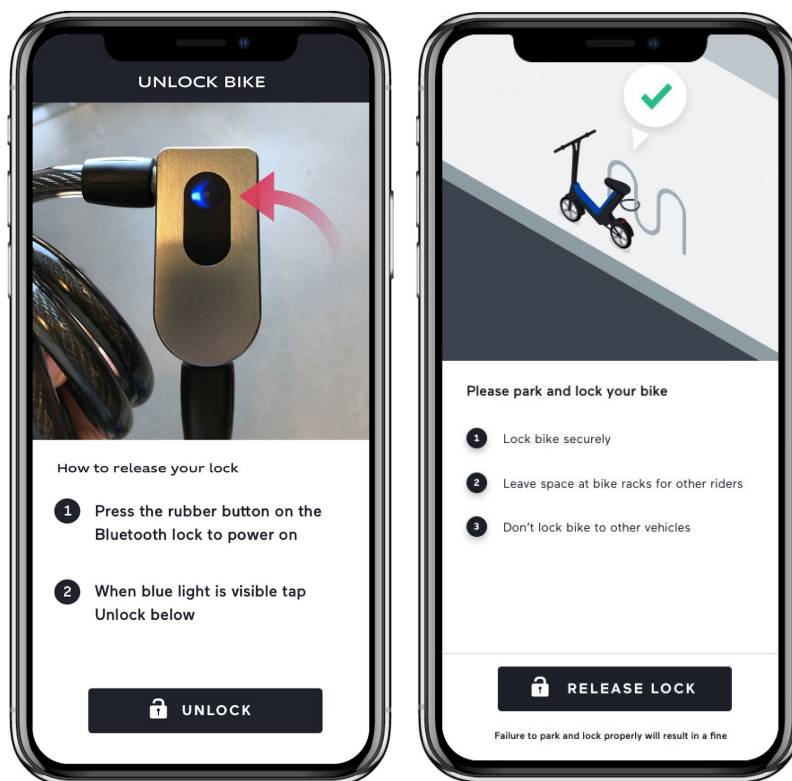 UNLOCK BIKE
How to release your lock
1 Press the rubber button on the
Bluetooth lock to power on
2 When blue light is visible tap
Unlock below
UNLOCK
Please park and lock your bike
1 Lock bike securely
2 Leave space at bike racks for other riders
3 Don't lock bike to other vehicles
RELEASE LOCK
Failure to park and lock properly will result in a fine